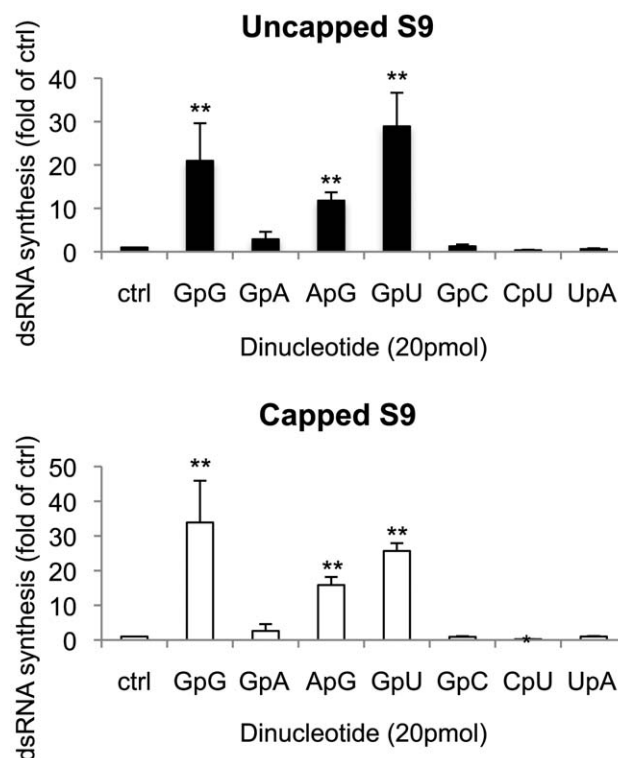 Uncapped S9
dsRNA synthesis (fold of ctrl)
40
30
20
10
0
** ** **
ctrl GpG GpA ApG GpU GpC CpU UpA
Dinucleotide (20pmol)
Capped S9
dsRNA synthesis (fold of ctrl)
50
40
30
20
10
0
** ** ** *
ctrl GpG GpA ApG GpU GpC CpU UpA
Dinucleotide (20pmol)